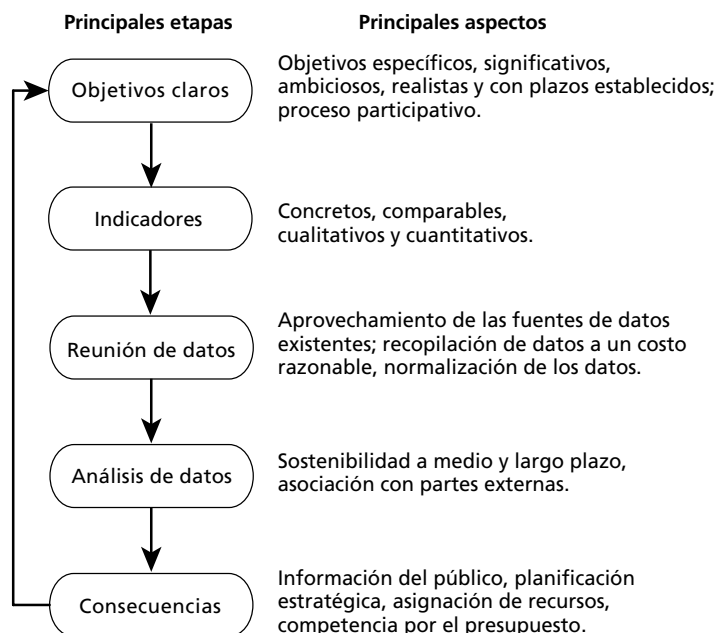 Principales etapas
Principales aspectos
Objetivos claros
Objetivos específicos, significativos,
ambiciosos, realistas y con plazos establecidos;
proceso participativo.
Indicadores
Concretos, comparables,
cualitativos y cuantitativos.
Reunión de datos
Aprovechamiento de las fuentes de datos
existentes; recopilación de datos a un costo
razonable, normalización de los datos.
Análisis de datos
Sostenibilidad a medio y largo plazo,
asociación con partes externas.
Consecuencias
Información del público, planificación
estratégica, asignación de recursos,
competencia por el presupuesto.